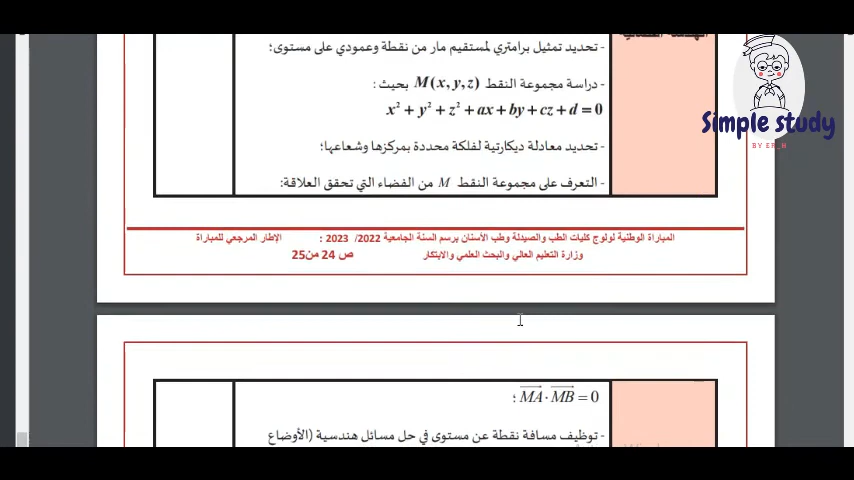 - تحديد تمثيل برامتري لمستقيم مار من نقطة وعمودي على مستوى؛
- دراسة مجموعة النقط M(x,y,z) بحيث :
x² + y² + z² + ax + by + cz + d = 0
- تحديد معادلة ديكارتية لفلكة محددة بمركزها وشعاعها؛
- التعرف على مجموعة النقط M من الفضاء التي تحقق العلاقة:
Simple study
BY ER_H
المباراة الوطنية لولوج كليات الطب والصيدلة وطب الأسنان برسم السنة الجامعية 2022/ 2023 : الإطار المرجعي للمباراة
وزارة التعليم العالي والبحث العلمي والابتكار ص 24 من25
MA · MB = 0 ؛
- توظيف مسافة نقطة عن مستوى في حل مسائل هندسية (الأوضاع